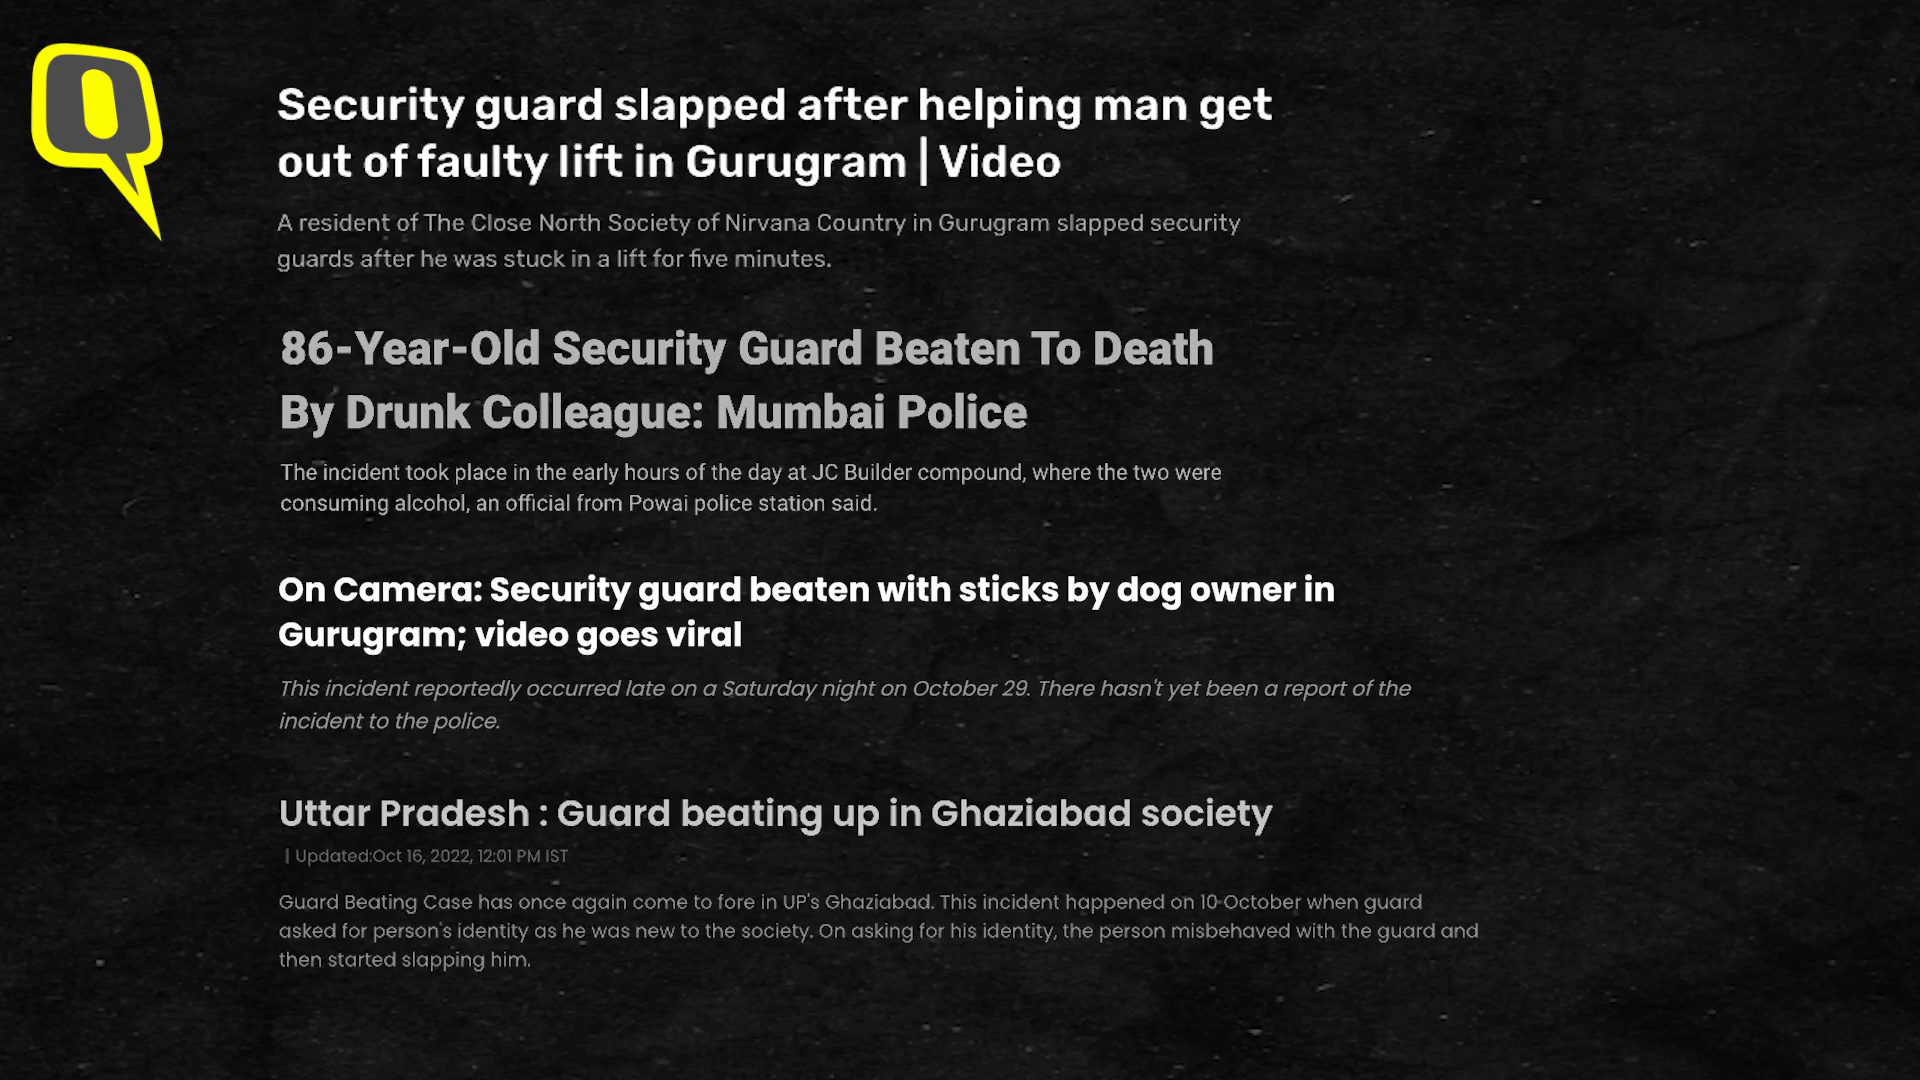 Q
Security guard slapped after helping man get
out of faulty lift in Gurugram | Video
A resident of The Close North Society of Nirvana Country in Gurugram slapped security
guards after he was stuck in a lift for five minutes.
86-Year-Old Security Guard Beaten To Death
By Drunk Colleague: Mumbai Police
The incident took place in the early hours of the day at JC Builder compound, where the two were
consuming alcohol, an official from Powai police station said.
On Camera: Security guard beaten with sticks by dog owner in
Gurugram; video goes viral
This incident reportedly occurred late on a Saturday night on October 29. There hasn't yet been a report of the
incident to the police.
Uttar Pradesh : Guard beating up in Ghaziabad society
| Updated:Oct 16, 2022, 12:01 PM IST
Guard Beating Case has once again come to fore in UP's Ghaziabad. This incident happened on 10 October when guard
asked for person's identity as he was new to the society. On asking for his identity, the person misbehaved with the guard and
then started slapping him.